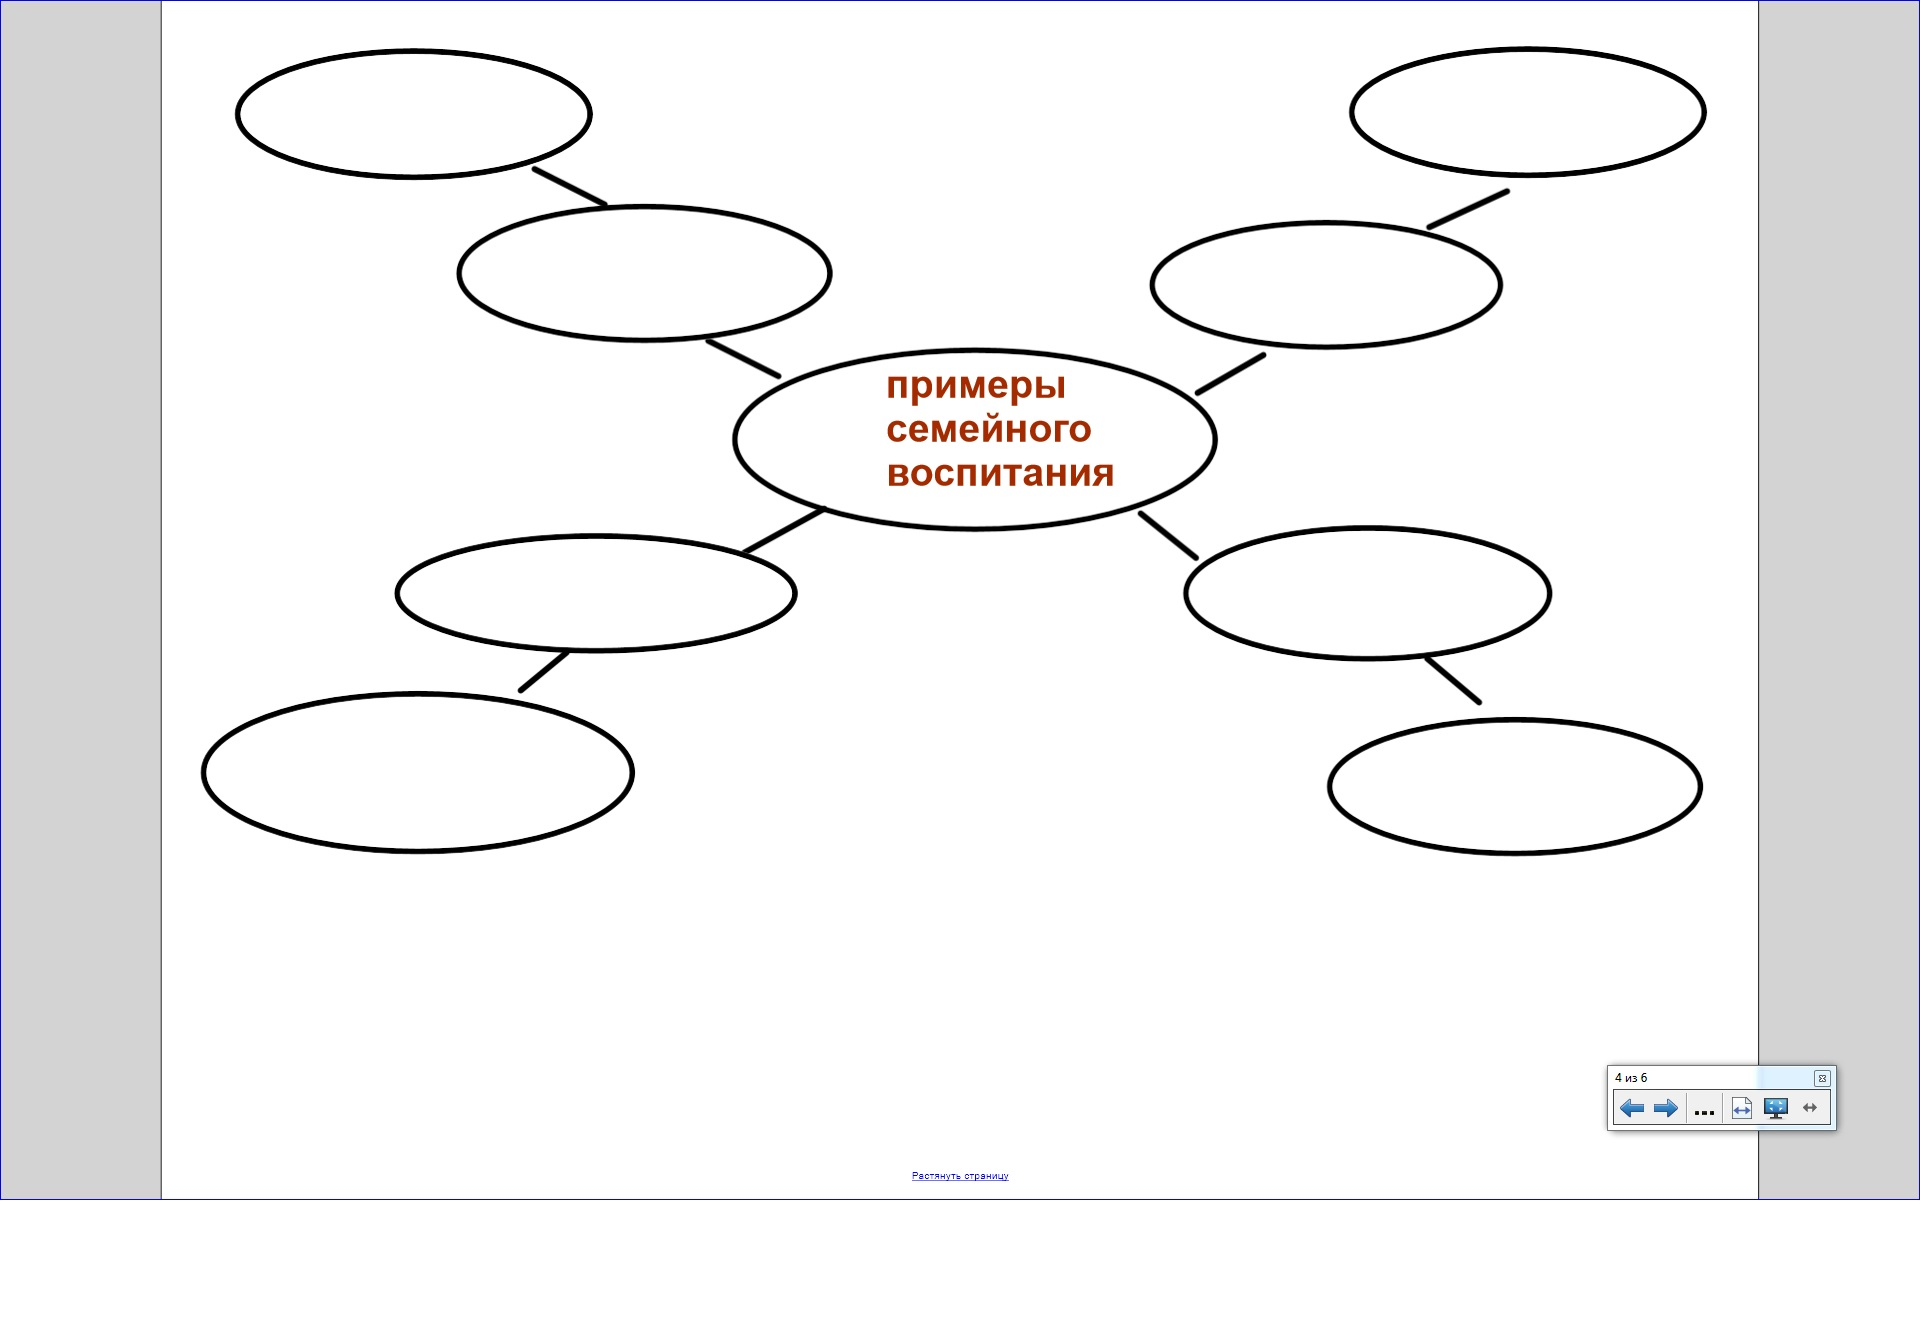 примеры
семейного
воспитания
4 из 6
Растянуть страницу